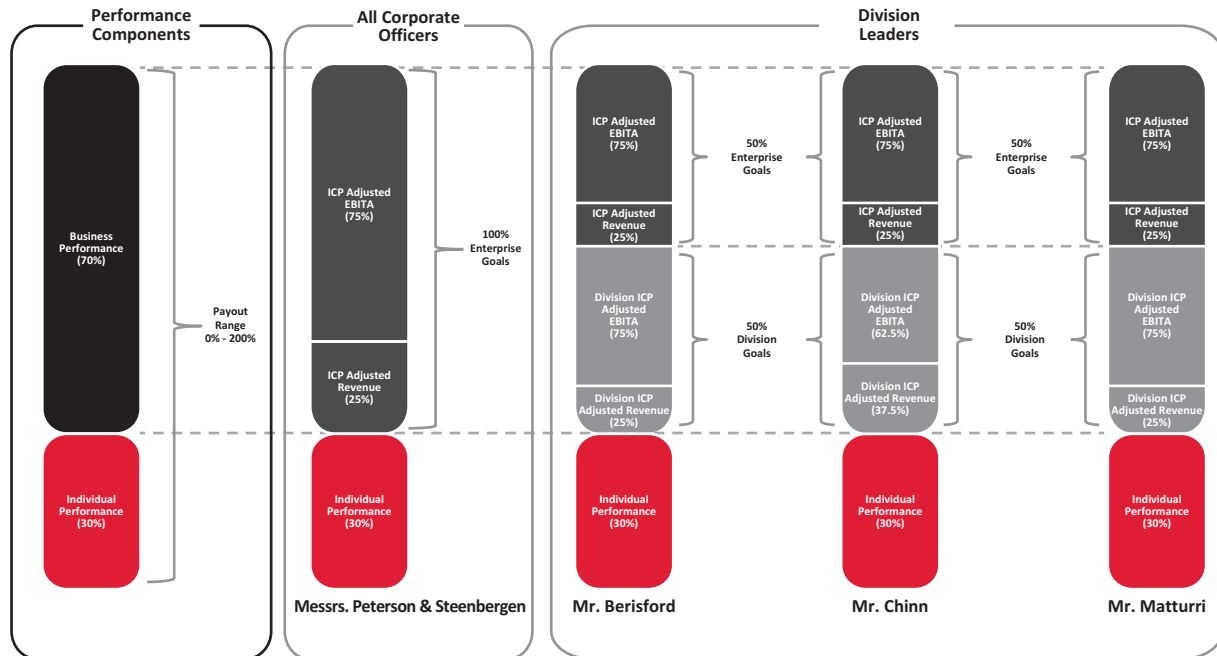 Performance
Components
All Corporate
Officers
Division
Leaders
Business
Performance
(70%)
Individual
Performance
(30%)
Payout
Range
0% - 200%
ICP Adjusted
EBITA
(75%)
ICP Adjusted
Revenue
(25%)
Individual
Performance
(30%)
100%
Enterprise
Goals
Messrs. Peterson & Steenbergen
ICP Adjusted
EBITA
(75%)
ICP Adjusted
Revenue
(25%)
Division ICP
Adjusted
EBITA
(75%)
Division ICP
Adjusted Revenue
(25%)
Individual
Performance
(30%)
Mr. Berisford
50%
Enterprise
Goals
50%
Division
Goals
ICP Adjusted
EBITA
(75%)
ICP Adjusted
Revenue
(25%)
Division ICP
Adjusted
EBITA
(62.5%)
Division ICP
Adjusted Revenue
(37.5%)
Individual
Performance
(30%)
Mr. Chinn
50%
Enterprise
Goals
50%
Division
Goals
ICP Adjusted
EBITA
(75%)
ICP Adjusted
Revenue
(25%)
Division ICP
Adjusted
EBITA
(75%)
Division ICP
Adjusted Revenue
(25%)
Individual
Performance
(30%)
Mr. Matturri